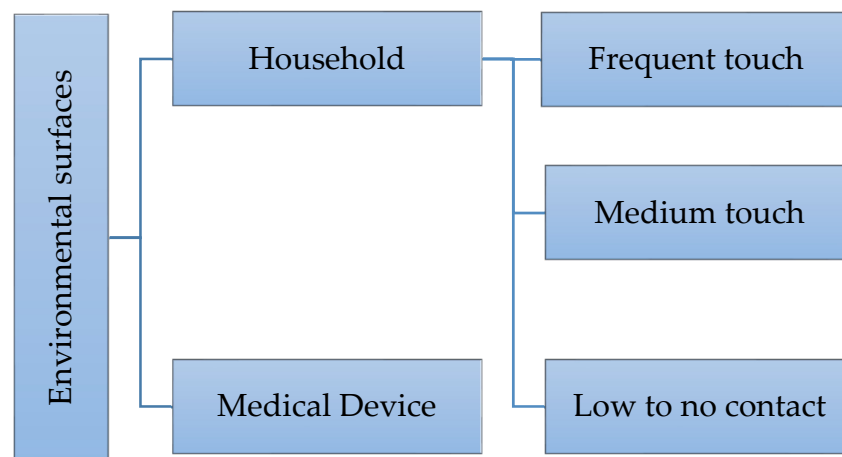 Environmental surfaces
Household
Frequent touch
Medium touch
Medical Device
Low to no contact